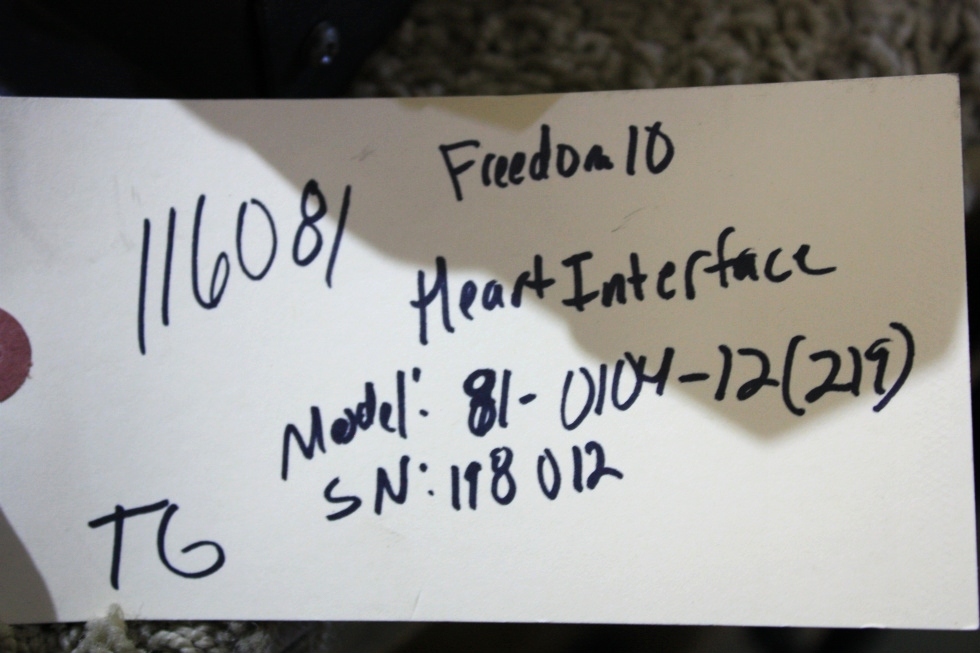 Freedom 10
116081
Heart Interface
Model: 81-0104-12(219)
SN: 198012
TG